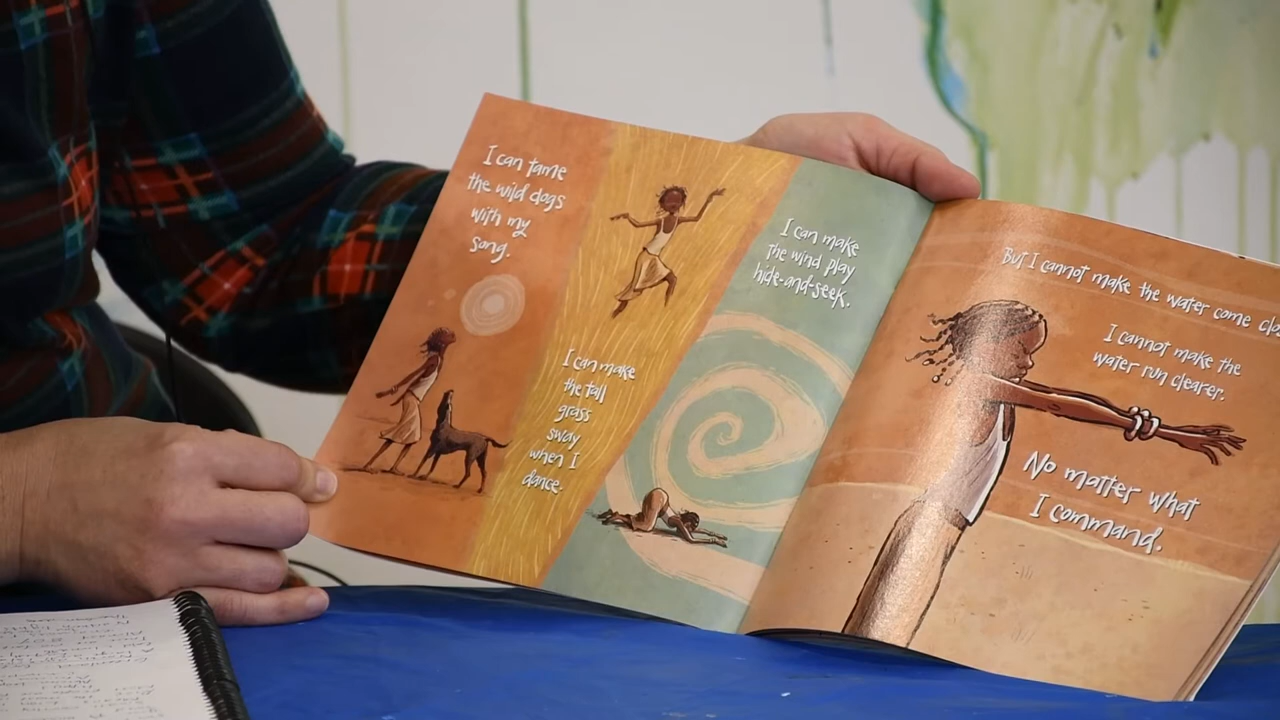 I can tame
the wild dogs
with my
song.
I can make
the tall
grass
sway
when I
dance.
I can make
the wind play
hide-and-seek.
But I cannot make the water come
I cannot make the
water run clearer.
No matter what
I command.